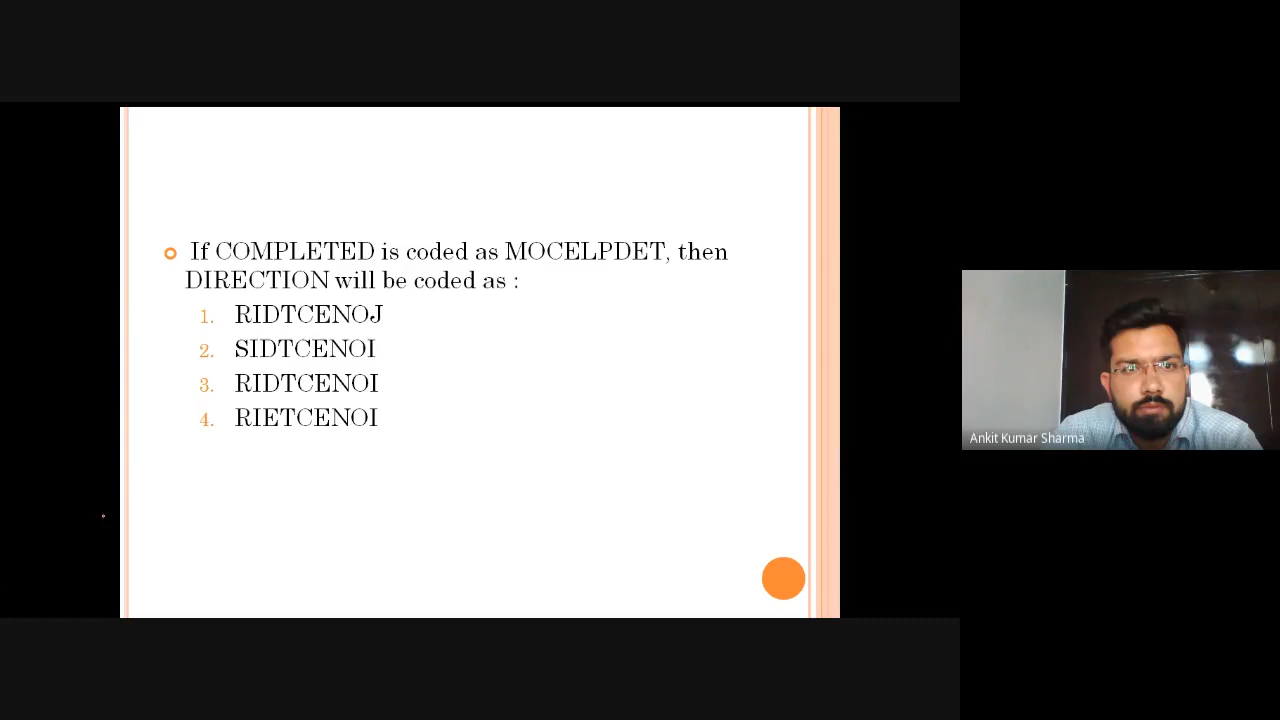 If COMPLETED is coded as MOCELPDET, then
DIRECTION will be coded as :
1. RIDTCENOJ
2. SIDTCENOI
3. RIDTCENOI
4. RIETCENOI
Ankit Kumar Sharma